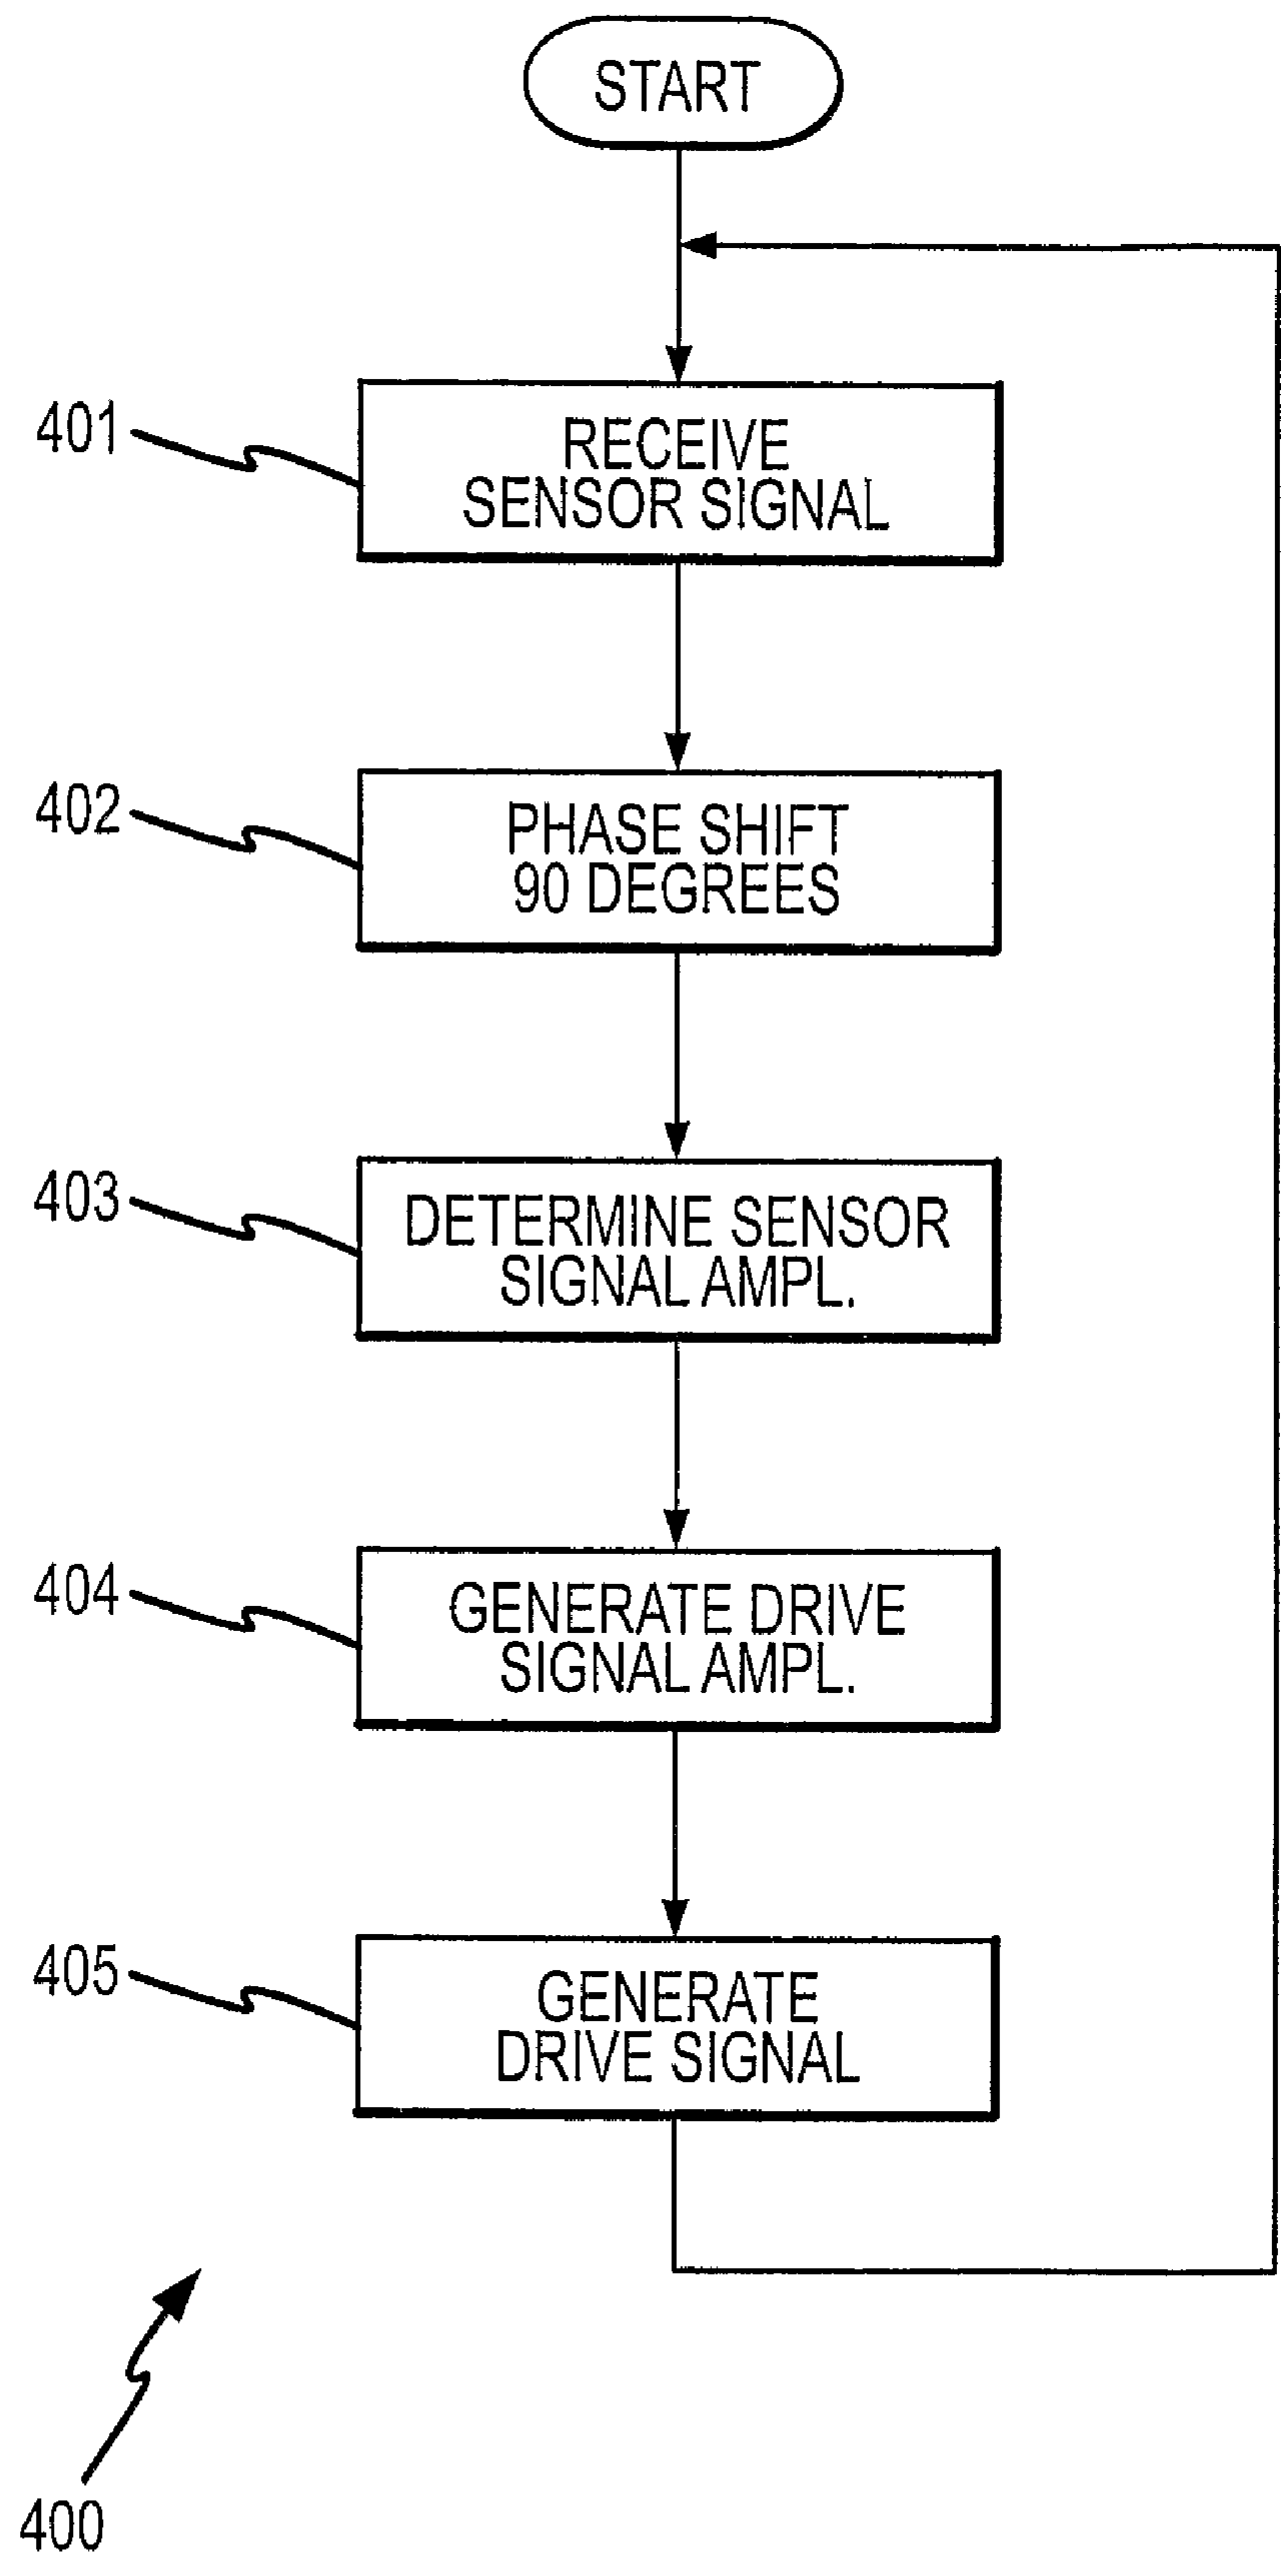 START
401
RECEIVE
SENSOR SIGNAL
402
PHASE SHIFT
90 DEGREES
403
DETERMINE SENSOR
SIGNAL AMPL.
404
GENERATE DRIVE
SIGNAL AMPL.
405
GENERATE
DRIVE SIGNAL
400